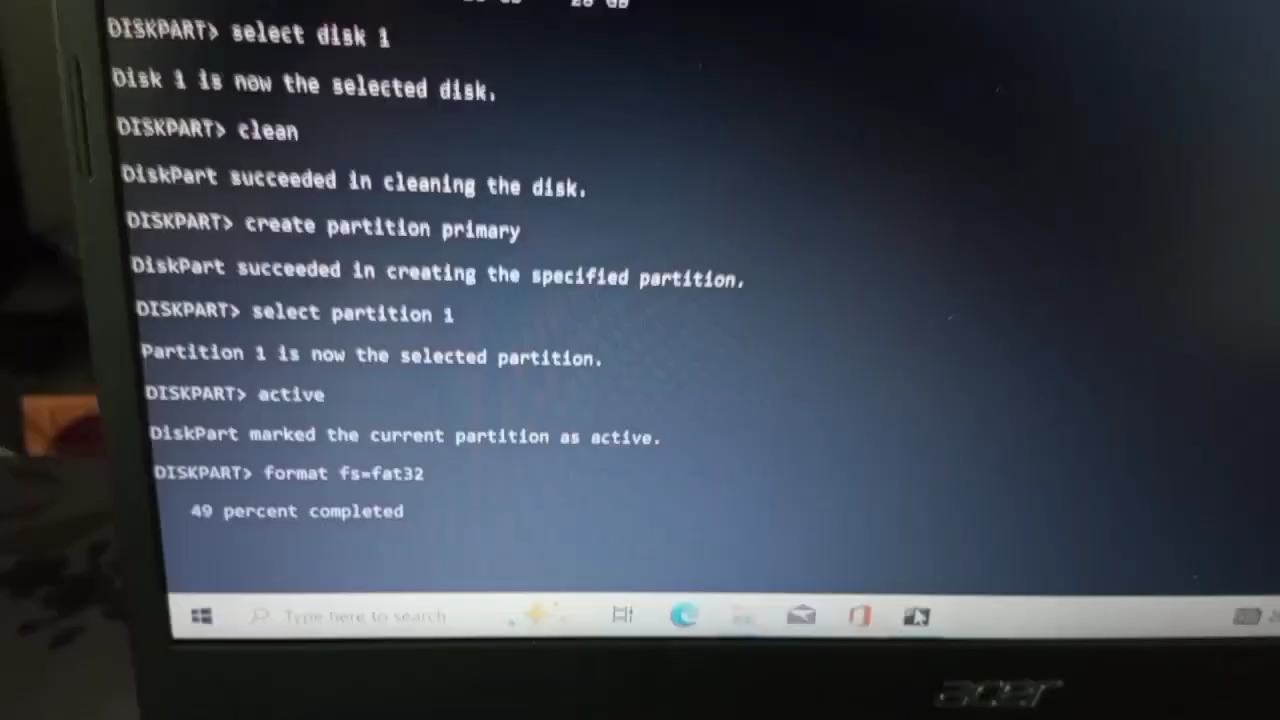 DISKPART> select disk 1
Disk 1 is now the selected disk.
DISKPART> clean
DiskPart succeeded in cleaning the disk.
DISKPART> create partition primary
DiskPart succeeded in creating the specified partition.
DISKPART> select partition 1
Partition 1 is now the selected partition.
DISKPART> active
DiskPart marked the current partition as active.
DISKPART> format fs=fat32
49 percent completed
Type here to search
acer